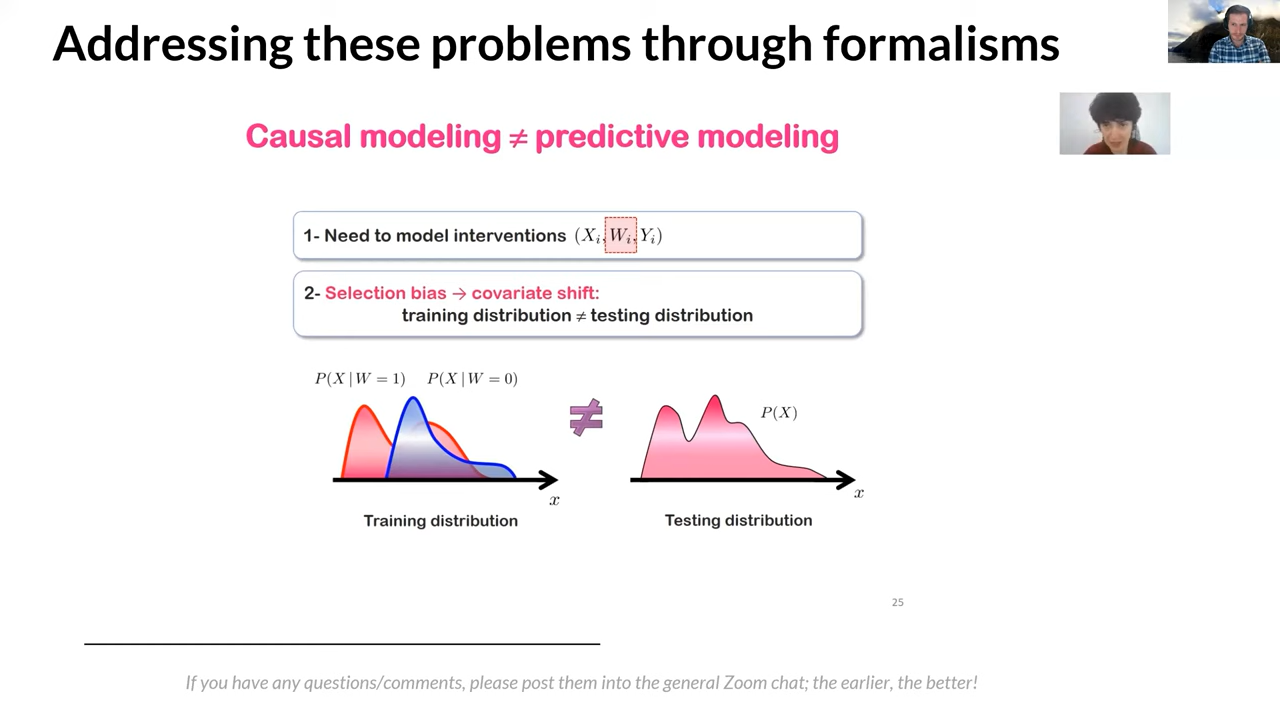 Addressing these problems through formalisms
Causal modeling ≠ predictive modeling
1- Need to model interventions (Xᵢ, Wᵢ, Yᵢ)
2- Selection bias → covariate shift:
training distribution ≠ testing distribution
P(X | W = 1) P(X | W = 0)
≠
P(X)
x
x
Training distribution
Testing distribution
25
If you have any questions/comments, please post them into the general Zoom chat; the earlier, the better!